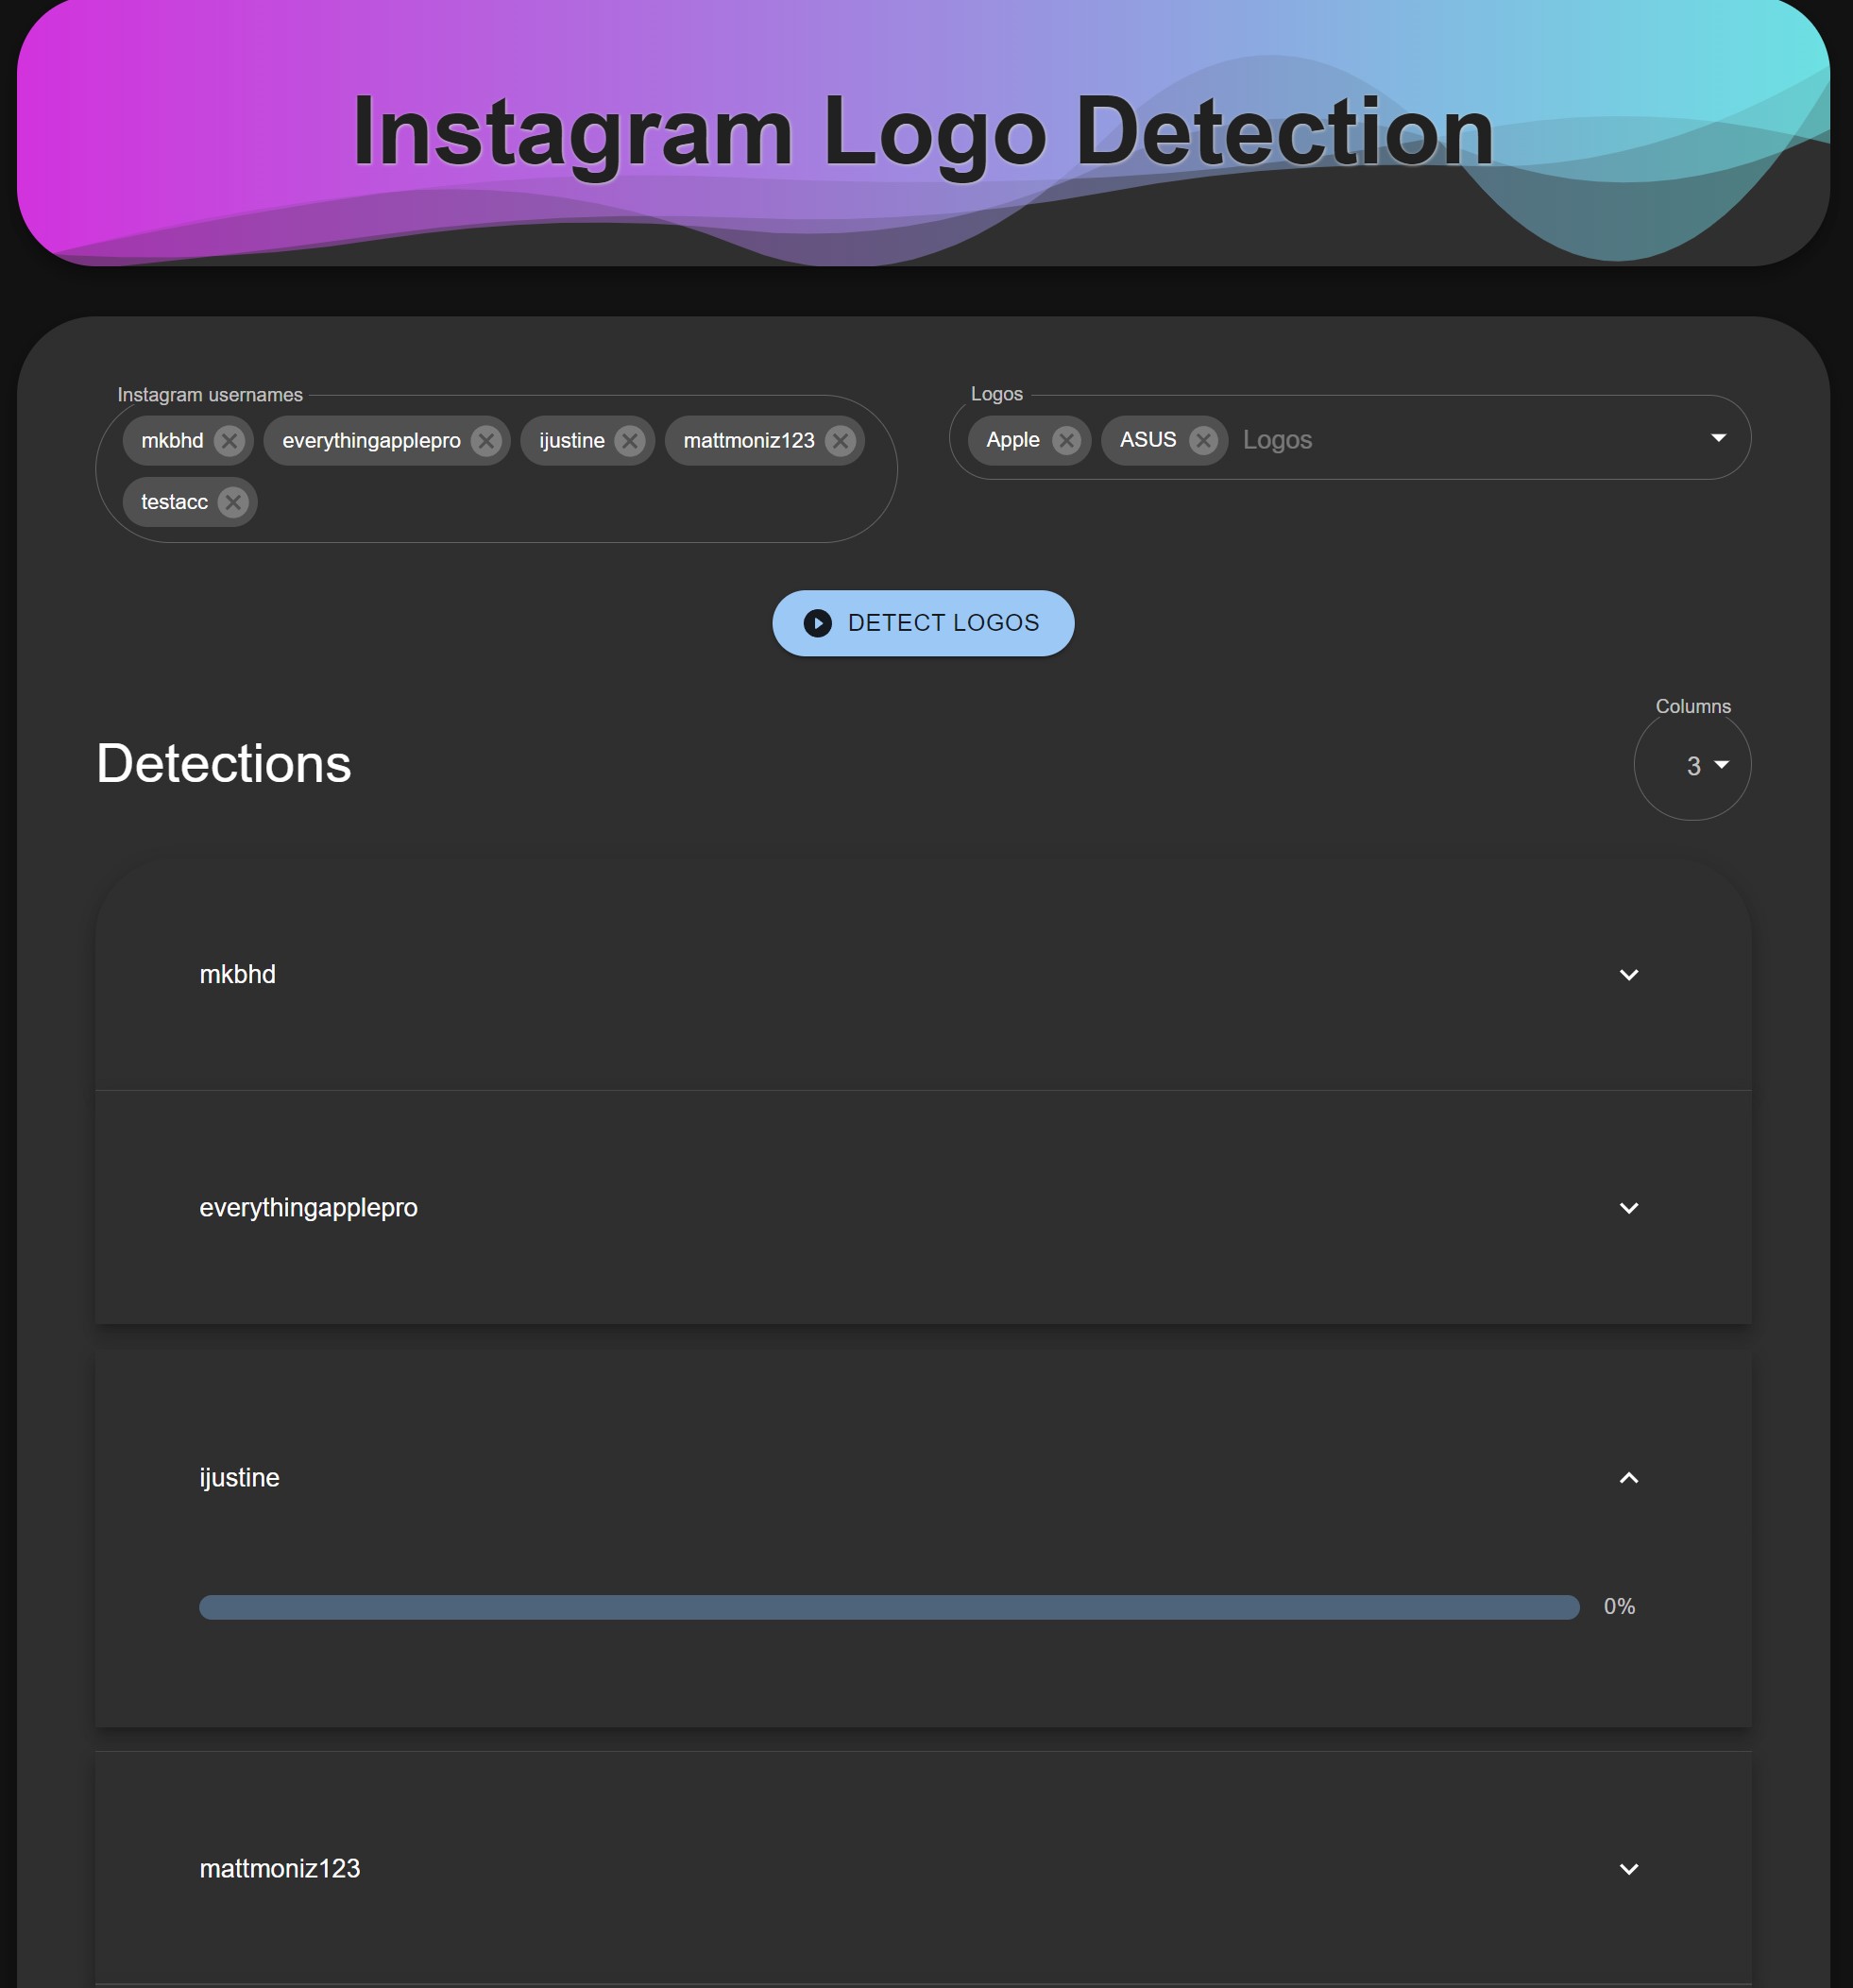 Instagram Logo Detection
Instagram usernames
mkbhd everythingapplepro ijustine mattmoniz123
testacc
Logos
Apple ASUS Logos
DETECT LOGOS
Columns
Detections
3
mkbhd
everythingapplepro
ijustine
0%
mattmoniz123